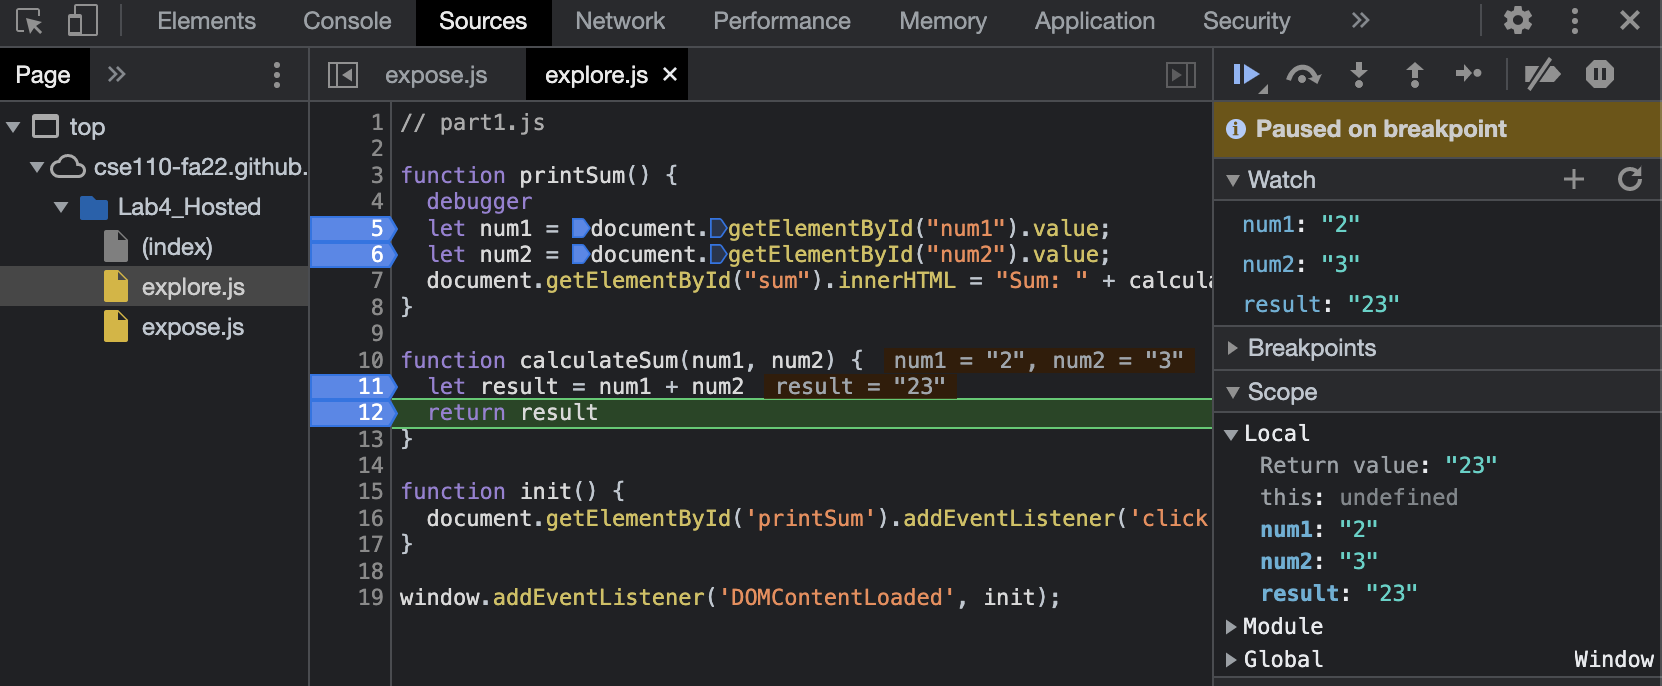 Elements Console Sources Network Performance Memory Application Security »
Page » expose.js explore.js ×
top
cse110-fa22.github.
Lab4_Hosted
(index)
explore.js
expose.js
1 // part1.js
2
3 function printSum() {
4 debugger
5 let num1 = document.getElementById("num1").value;
6 let num2 = document.getElementById("num2").value;
7 document.getElementById("sum").innerHTML = "Sum: " + calcula
8 }
9
10 function calculateSum(num1, num2) { num1 = "2", num2 = "3"
11 let result = num1 + num2 result = "23"
12 return result
13 }
14
15 function init() {
16 document.getElementById('printSum').addEventListener('click
17 }
18
19 window.addEventListener('DOMContentLoaded', init);
Paused on breakpoint
Watch
num1: "2"
num2: "3"
result: "23"
Breakpoints
Scope
Local
Return value: "23"
this: undefined
num1: "2"
num2: "3"
result: "23"
Module
Global Window